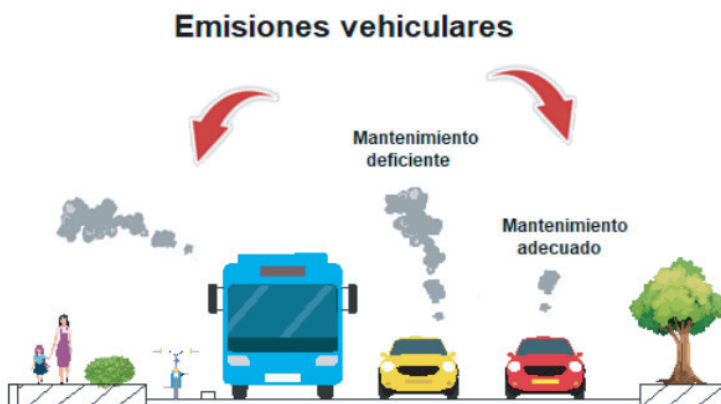 Emisiones vehiculares
Mantenimiento
deficiente
Mantenimiento
adecuado